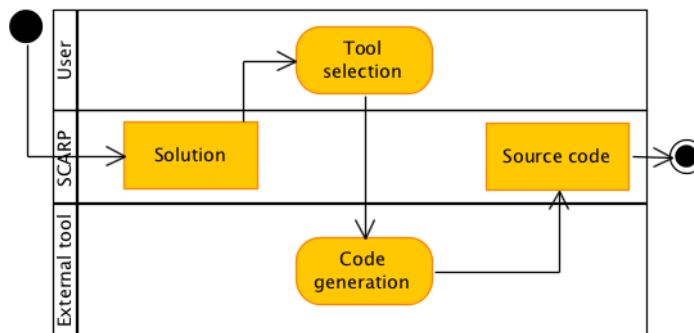 User
Tool
selection
SCARP
Solution
Source code
External tool
Code
generation